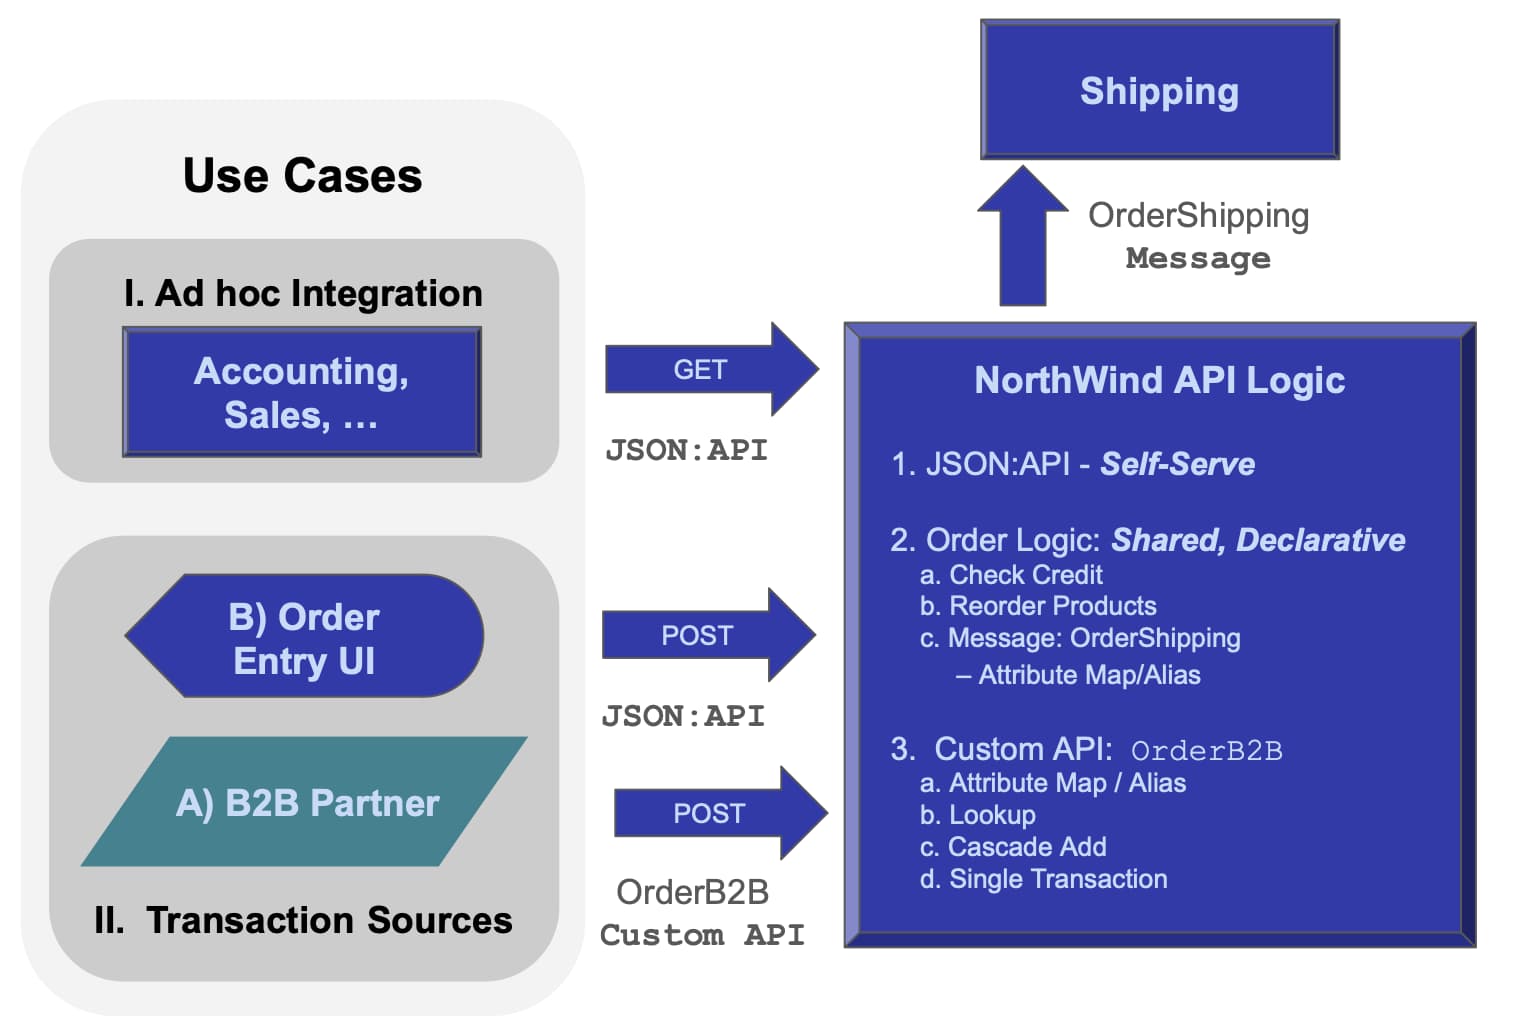 Use Cases
I. Ad hoc Integration
Accounting,
Sales, …
B) Order
Entry UI
A) B2B Partner
II. Transaction Sources
GET
JSON:API
POST
JSON:API
POST
OrderB2B
Custom API
Shipping
OrderShipping
Message
NorthWind API Logic
1. JSON:API - Self-Serve
2. Order Logic: Shared, Declarative
a. Check Credit
b. Reorder Products
c. Message: OrderShipping
– Attribute Map/Alias
3. Custom API: OrderB2B
a. Attribute Map / Alias
b. Lookup
c. Cascade Add
d. Single Transaction